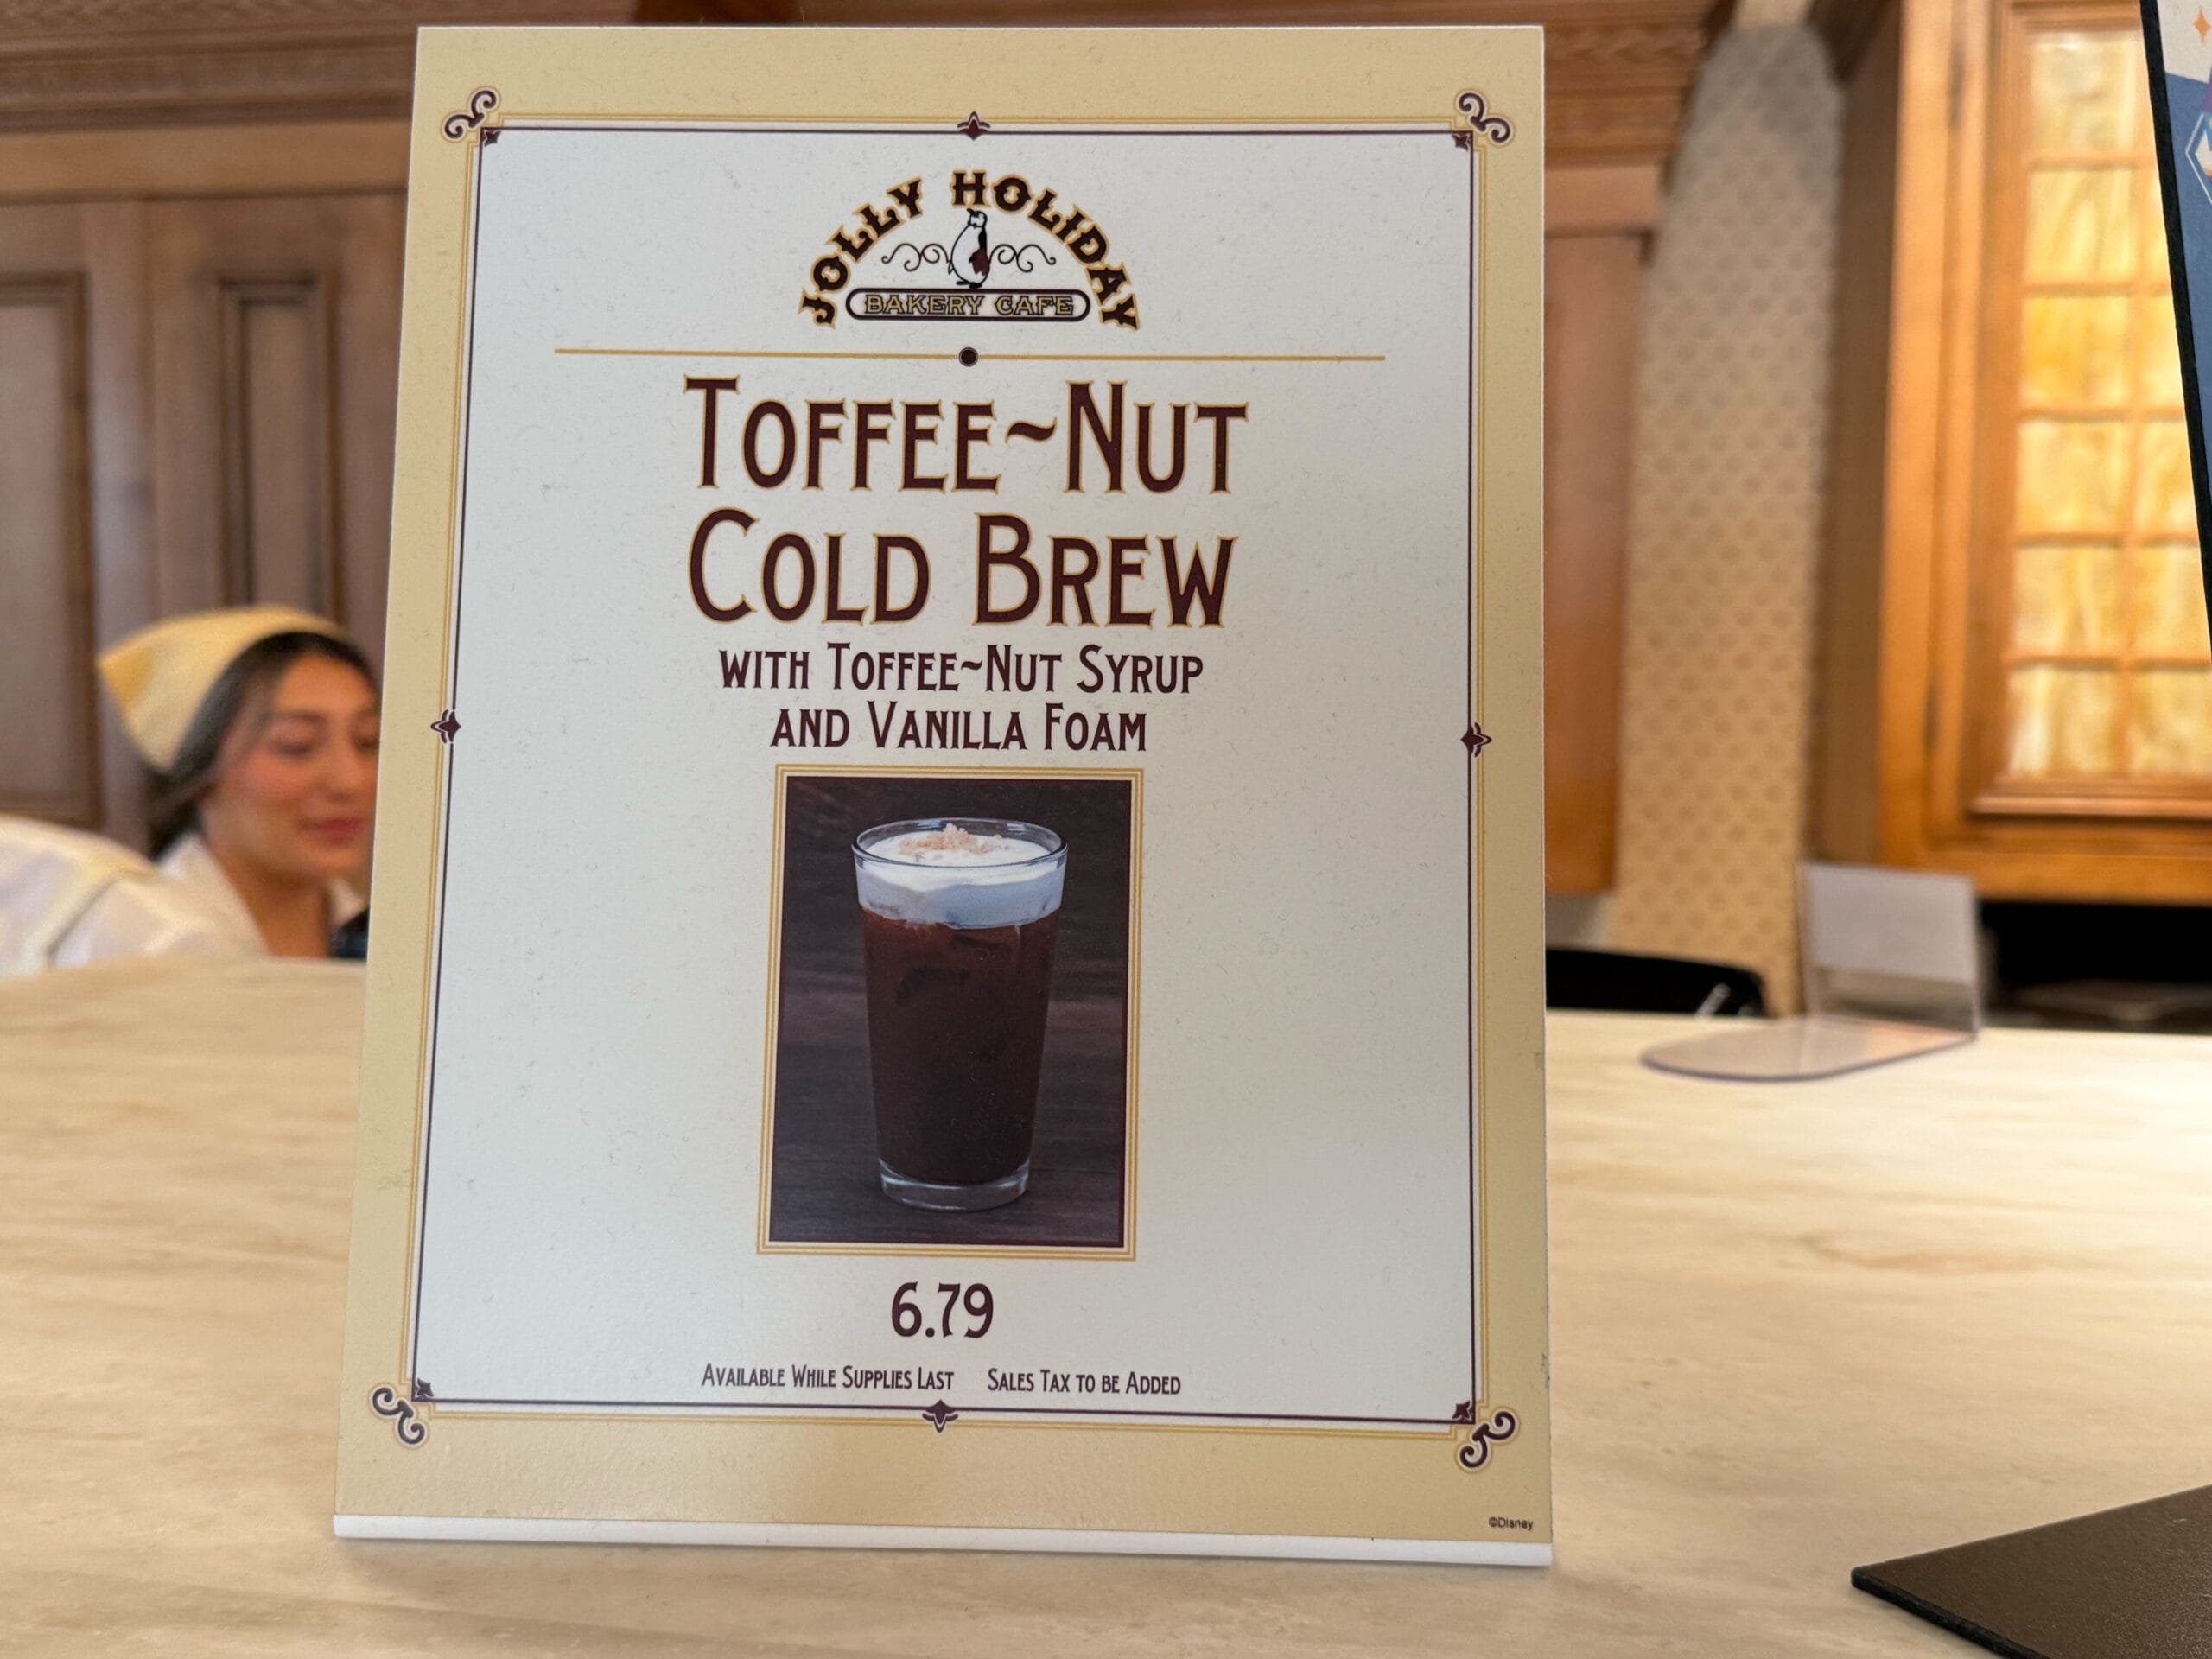 JOLLY HOLIDAY
BAKERY CAFE
TOFFEE~NUT
COLD BREW
WITH TOFFEE~NUT SYRUP
AND VANILLA FOAM
6.79
AVAILABLE WHILE SUPPLIES LAST SALES TAX TO BE ADDED
©Disney